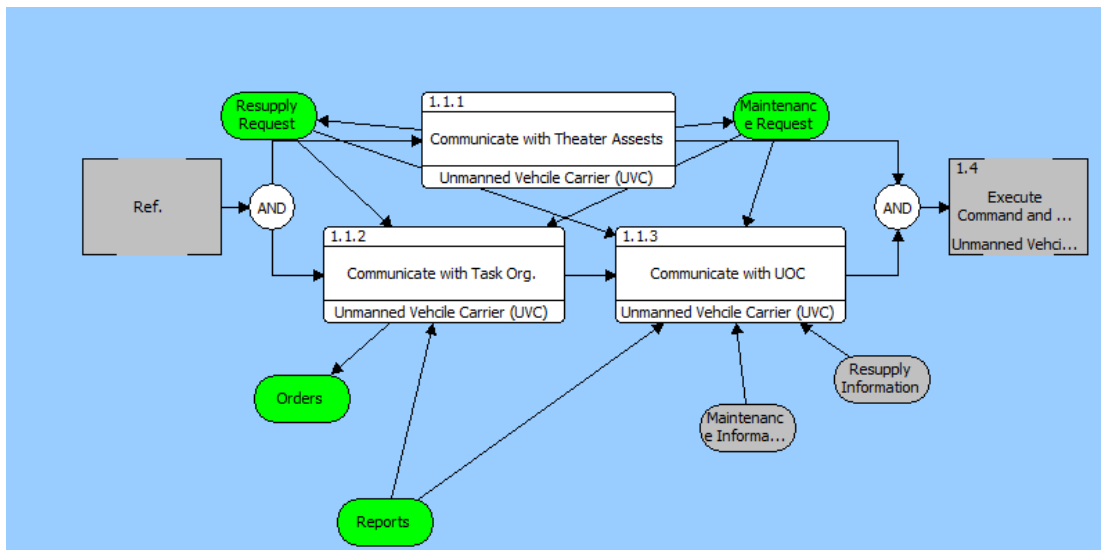 Resupply
Request
1.1.1
Communicate with Theater Assests
Unmanned Vehcile Carrier (UVC)
Maintenanc
e Request
Ref.
AND
AND
1.4
Execute
Command and ...
Unmanned Vehci...
1.1.2
Communicate with Task Org.
Unmanned Vehcile Carrier (UVC)
1.1.3
Communicate with UOC
Unmanned Vehcile Carrier (UVC)
Orders
Resupply
Information
Maintenanc
e Informa...
Reports